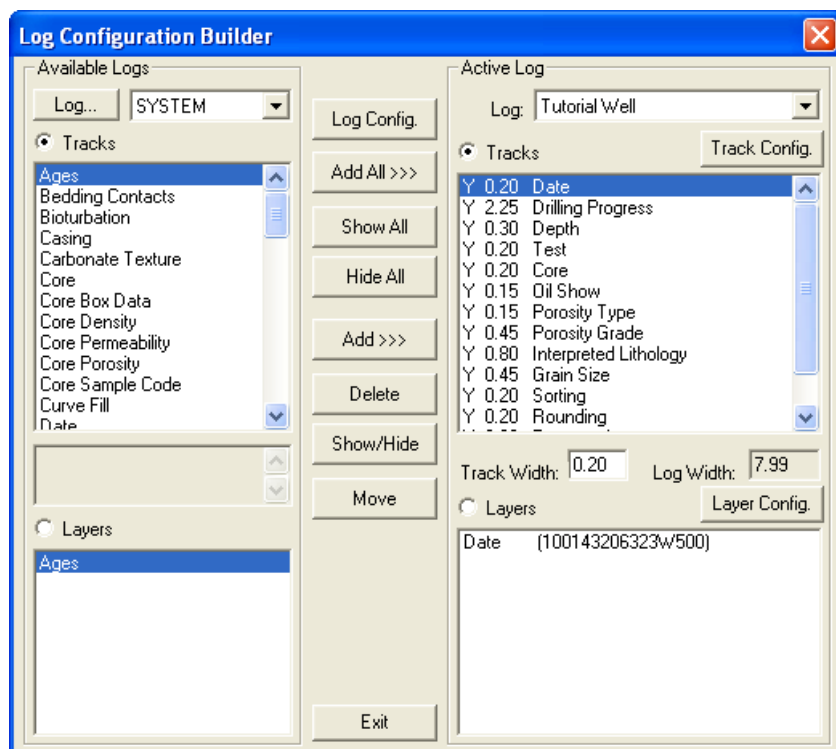 Log Configuration Builder
Available Logs
Log... SYSTEM
Tracks
Ages
Bedding Contacts
Bioturbation
Casing
Carbonate Texture
Core
Core Box Data
Core Density
Core Permeability
Core Porosity
Core Sample Code
Curve Fill
Date
Layers
Ages
Log Config.
Add All >>>
Show All
Hide All
Add >>>
Delete
Show/Hide
Move
Exit
Active Log
Log: Tutorial Well
Tracks Track Config.
Y 0.20 Date
Y 2.25 Drilling Progress
Y 0.30 Depth
Y 0.20 Test
Y 0.20 Core
Y 0.15 Oil Show
Y 0.15 Porosity Type
Y 0.45 Porosity Grade
Y 0.80 Interpreted Lithology
Y 0.45 Grain Size
Y 0.20 Sorting
Y 0.20 Rounding
Track Width: 0.20 Log Width: 7.99
Layers Layer Config.
Date (100143206323W500)